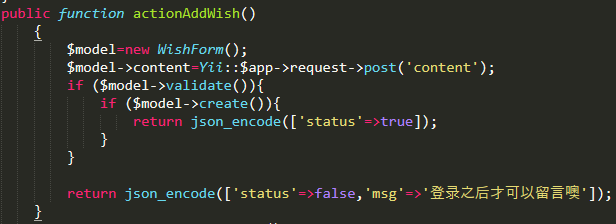 public function actionAddWish()
{
$model=new WishForm();
$model->content=Yii::$app->request->post('content');
if ($model->validate()){
if ($model->create()){
return json_encode(['status'=>true]);
}
}
return json_encode(['status'=>false,'msg'=>'登录之后才可以留言噢']);
}